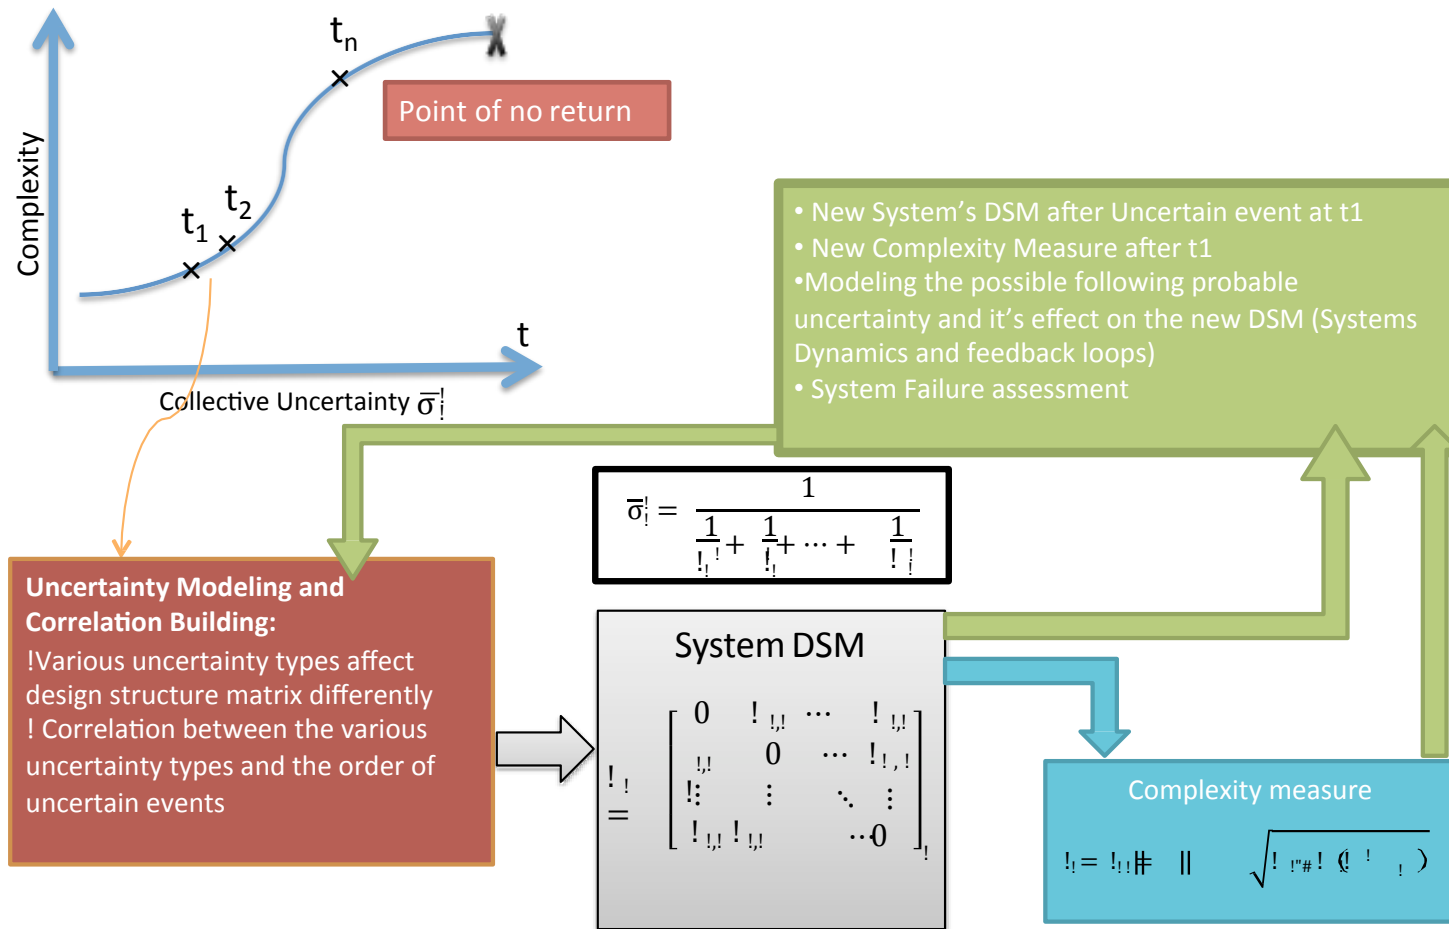 tn
Point of no return
Complexity
t1
t2
t
Collective Uncertainty σ̅!!
• New System's DSM after Uncertain event at t1
• New Complexity Measure after t1
•Modeling the possible following probable
uncertainty and it's effect on the new DSM (Systems
Dynamics and feedback loops)
• System Failure assessment
σ̅!! = 1
1/!!! + 1/!!! + ⋯ + 1/!!!
Uncertainty Modeling and
Correlation Building:
!Various uncertainty types affect
design structure matrix differently
! Correlation between the various
uncertainty types and the order of
uncertain events
System DSM
0 !!,! ⋯ !!,!
!,! 0 ⋯ !!,!
!! = !⋮ ⋮ ⋱ ⋮
!!,! !!,! ⋯0 !
Complexity measure
!! = !!! ‖= ‖ √!!"#! (!! !)